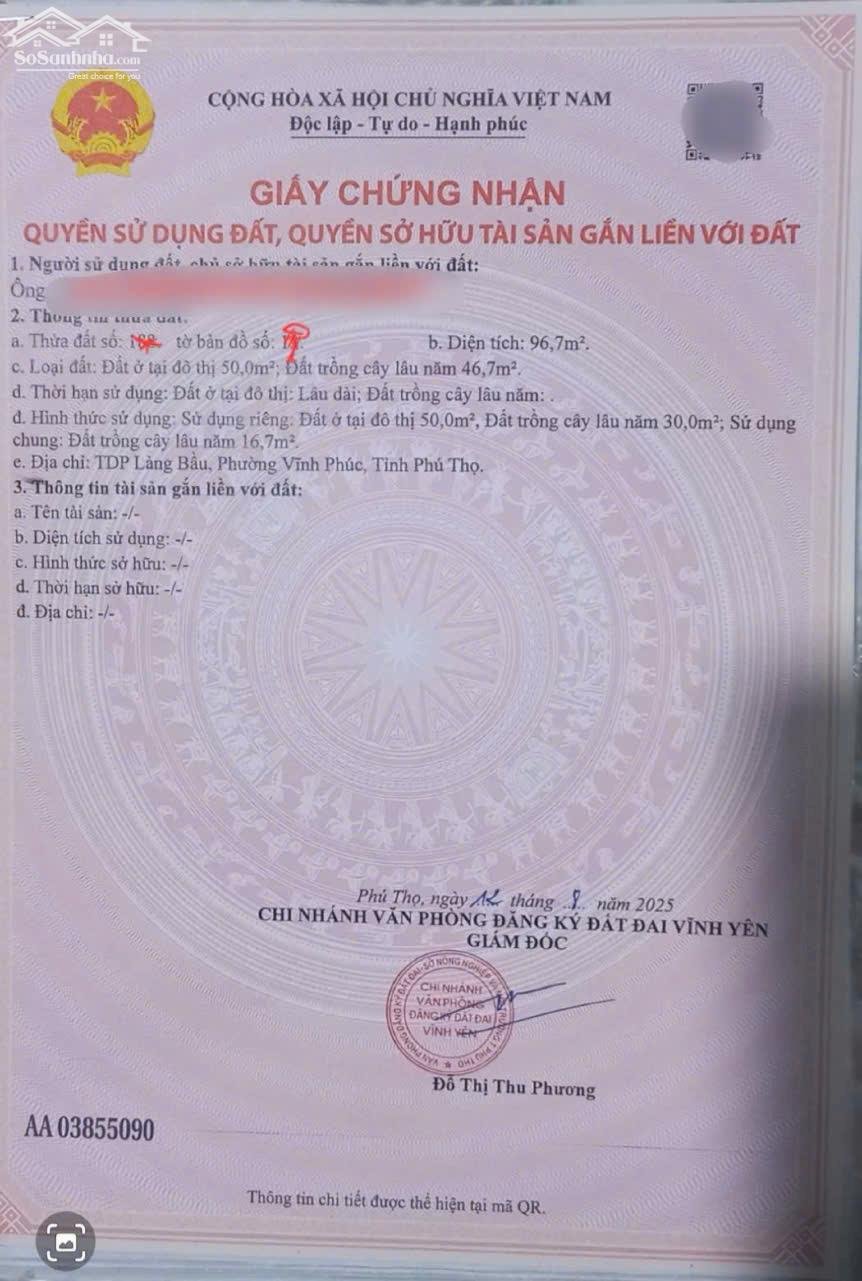 SoSanhnha.com
Great choice for you
CỘNG HÒA XÃ HỘI CHỦ NGHĨA VIỆT NAM
Độc lập - Tự do - Hạnh phúc
GIẤY CHỨNG NHẬN
QUYỀN SỬ DỤNG ĐẤT, QUYỀN SỞ HỮU TÀI SẢN GẮN LIỀN VỚI ĐẤT
1. Người sử dụng đất, chủ sở hữu tài sản gắn liền với đất:
Ông
2. Thông tin thửa đất:
a. Thửa đất số: tờ bản đồ số: b. Diện tích: 96,7m².
c. Loại đất: Đất ở tại đô thị 50,0m²; Đất trồng cây lâu năm 46,7m².
d. Thời hạn sử dụng: Đất ở tại đô thị: Lâu dài; Đất trồng cây lâu năm: .
đ. Hình thức sử dụng: Sử dụng riêng: Đất ở tại đô thị 50,0m², Đất trồng cây lâu năm 30,0m²; Sử dụng
chung: Đất trồng cây lâu năm 16,7m².
e. Địa chỉ: TDP Làng Bầu, Phường Vĩnh Phúc, Tỉnh Phú Thọ.
3. Thông tin tài sản gắn liền với đất:
a. Tên tài sản: -/-
b. Diện tích sử dụng: -/-
c. Hình thức sở hữu: -/-
d. Thời hạn sở hữu: -/-
đ. Địa chỉ: -/-
Phú Thọ, ngày 12 tháng 8 năm 2025
CHI NHÁNH VĂN PHÒNG ĐĂNG KÝ ĐẤT ĐAI VĨNH YÊN
GIÁM ĐỐC
CHI NHÁNH
VĂN PHÒNG
ĐĂNG KÝ ĐẤT ĐAI
VĨNH YÊN
Đỗ Thị Thu Phương
AA 03855090
Thông tin chi tiết được thể hiện tại mã QR.